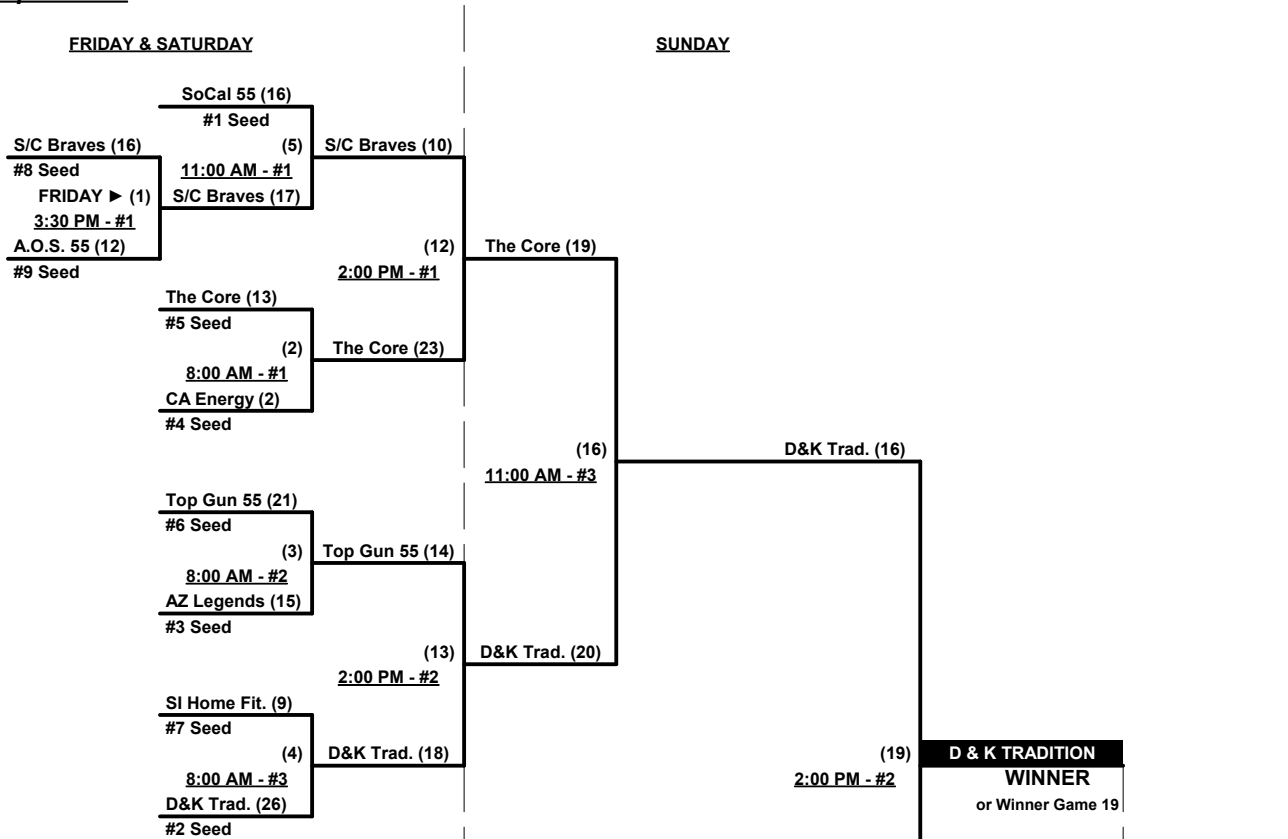 FRIDAY & SATURDAY
SUNDAY
SoCal 55 (16)
#1 Seed
S/C Braves (16)
(5)
S/C Braves (10)
#8 Seed
11:00 AM - #1
FRIDAY ► (1)
S/C Braves (17)
3:30 PM - #1
A.O.S. 55 (12)
(12)
The Core (19)
#9 Seed
2:00 PM - #1
The Core (13)
#5 Seed
(2)
The Core (23)
8:00 AM - #1
CA Energy (2)
#4 Seed
(16)
D&K Trad. (16)
11:00 AM - #3
Top Gun 55 (21)
#6 Seed
(3)
Top Gun 55 (14)
8:00 AM - #2
AZ Legends (15)
#3 Seed
(13)
D&K Trad. (20)
2:00 PM - #2
SI Home Fit. (9)
#7 Seed
(4)
D&K Trad. (18)
(19)
D & K TRADITION
8:00 AM - #3
2:00 PM - #2
WINNER
D&K Trad. (26)
or Winner Game 19
#2 Seed